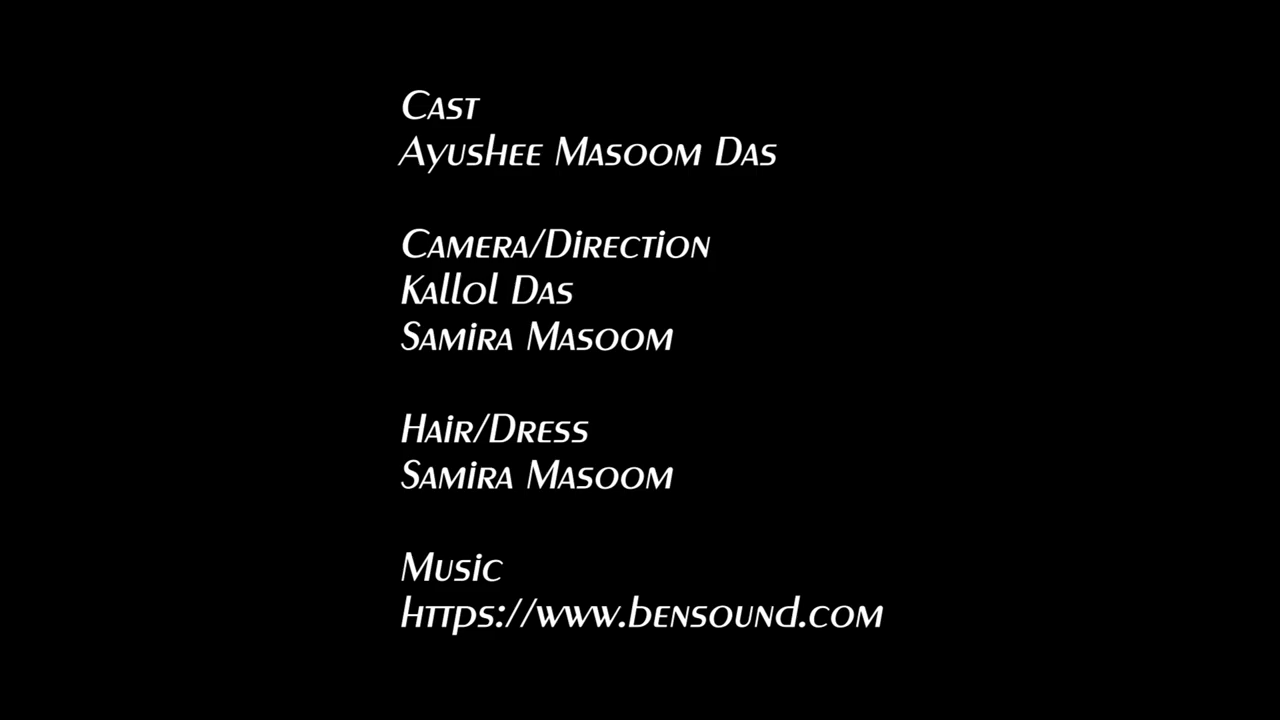 Cast
Ayushee Masoom Das
Camera/Direction
Kallol Das
Samira Masoom
Hair/Dress
Samira Masoom
Music
https://www.bensound.com